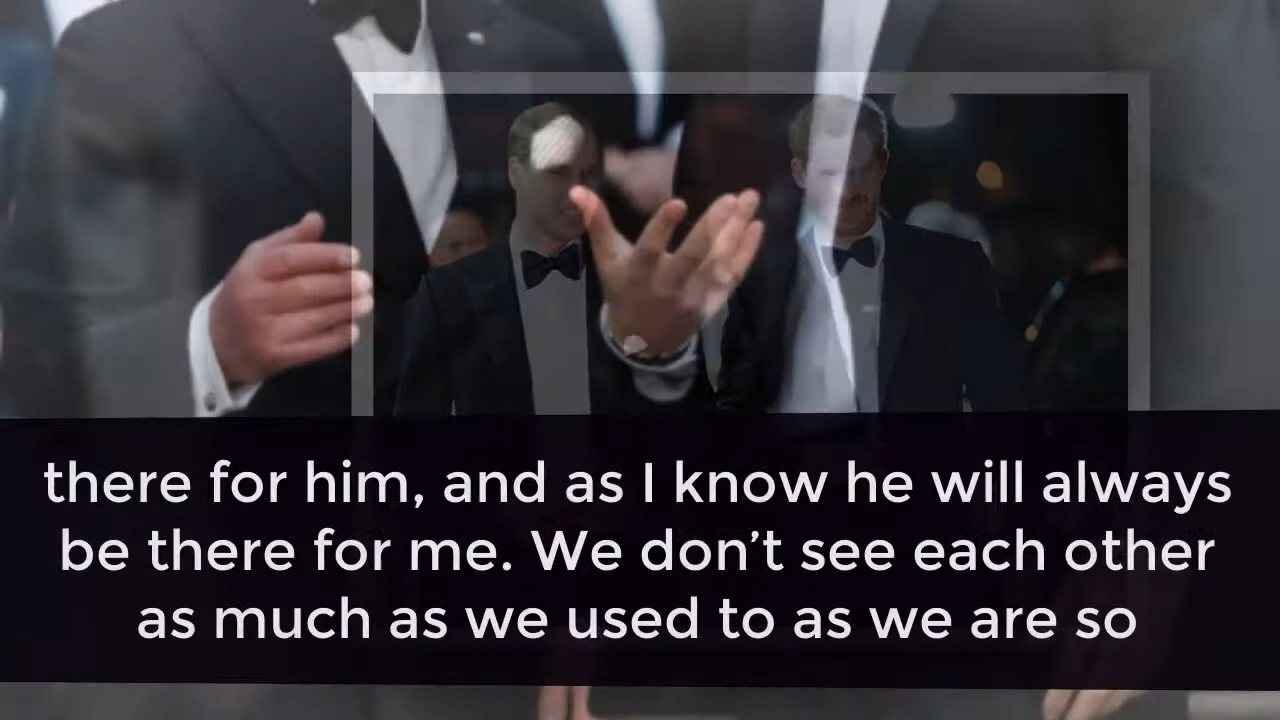 there for him, and as I know he will always
be there for me. We don’t see each other
as much as we used to as we are so